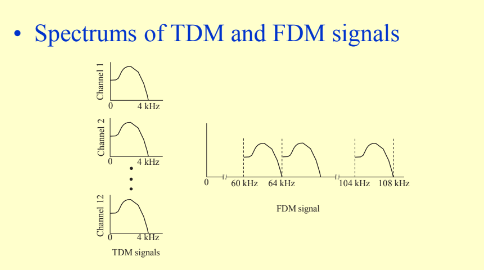 • Spectrums of TDM and FDM signals
Channel 1
0 4 kHz
Channel 2
0 4 kHz
Channel 12
0 4 kHz
TDM signals
0 60 kHz 64 kHz 104 kHz 108 kHz
FDM signal